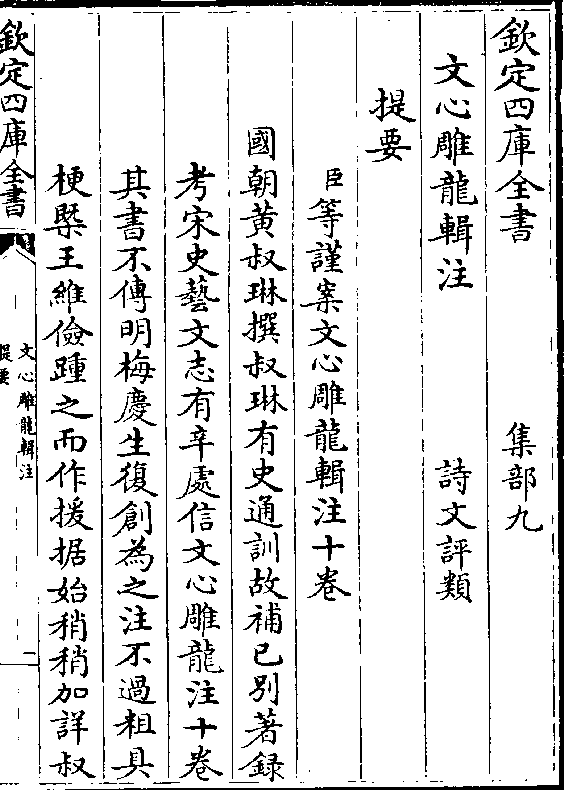 欽定四庫全書 集部九
文心雕龍輯注 詩文評類
提要
臣等謹案文心雕龍輯注十卷
國朝黃叔琳撰叔琳有史通訓故補已別著録
考宋史藝文志有辛處信文心雕龍注十卷
其書不傳明梅慶生復創為之注不過粗具
梗槩王維儉踵之而作援据始稍稍加詳叔
欽定四庫全書
文心雕龍輯注
提要
一